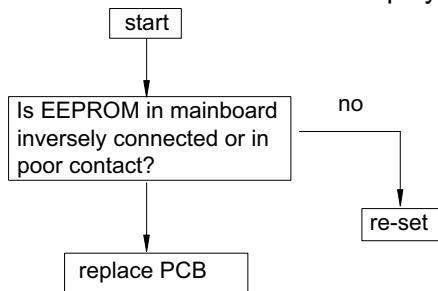 start
Is EEPROM in mainboard
inversely connected or in
poor contact?
no
re-set
replace PCB